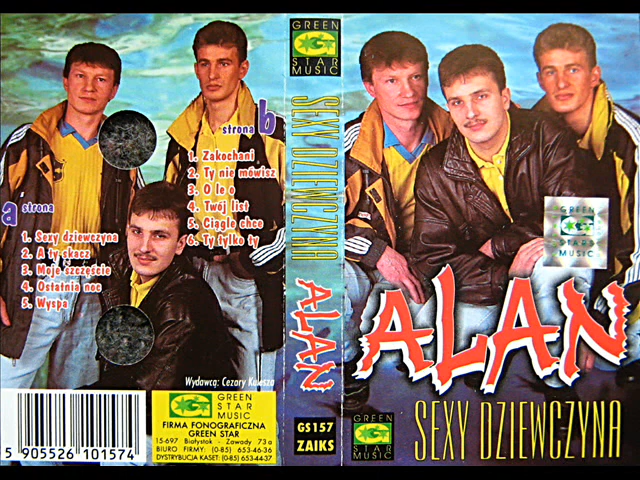 a strona
1. Sexy dziewczyna
2. A ty skacz
3. Moje szczęście
4. Ostatnia noc
5. Wyspa
strona b
1. Zakochani
2. Ty nie mówisz
3. O le o
4. Twój list
5. Ciągle chce
6. Ty tylko ty
Wydawca: Cezary Kulesza
5 905526 101574
GREEN
STAR
MUSIC
FIRMA FONOGRAFICZNA
GREEN STAR
15-697 Białystok - Zawady 73a
BIURO FIRMY: (0-85) 653-46-36
DYSTRYBUCJA KASET: (0-85) 653-44-37
GREEN
STAR
MUSIC
SEXY DZIEWCZYNA
ALAN
GS157
ZAIKS
GREEN
STARS
MUSIC
ALAN
GREEN
STAR
MUSIC
SEXY DZIEWCZYNA